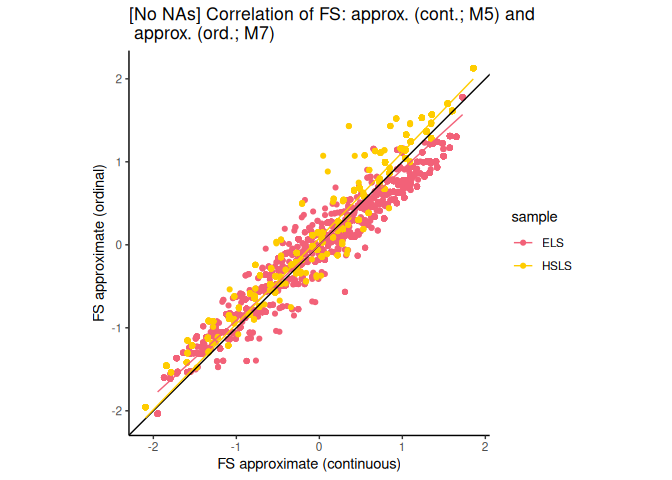 [No NAs] Correlation of FS: approx. (cont.; M5) and
approx. (ord.; M7)
FS approximate (ordinal)
2
1
0
-1
-2
-2 -1 0 1 2
FS approximate (continuous)
sample
ELS
HSLS